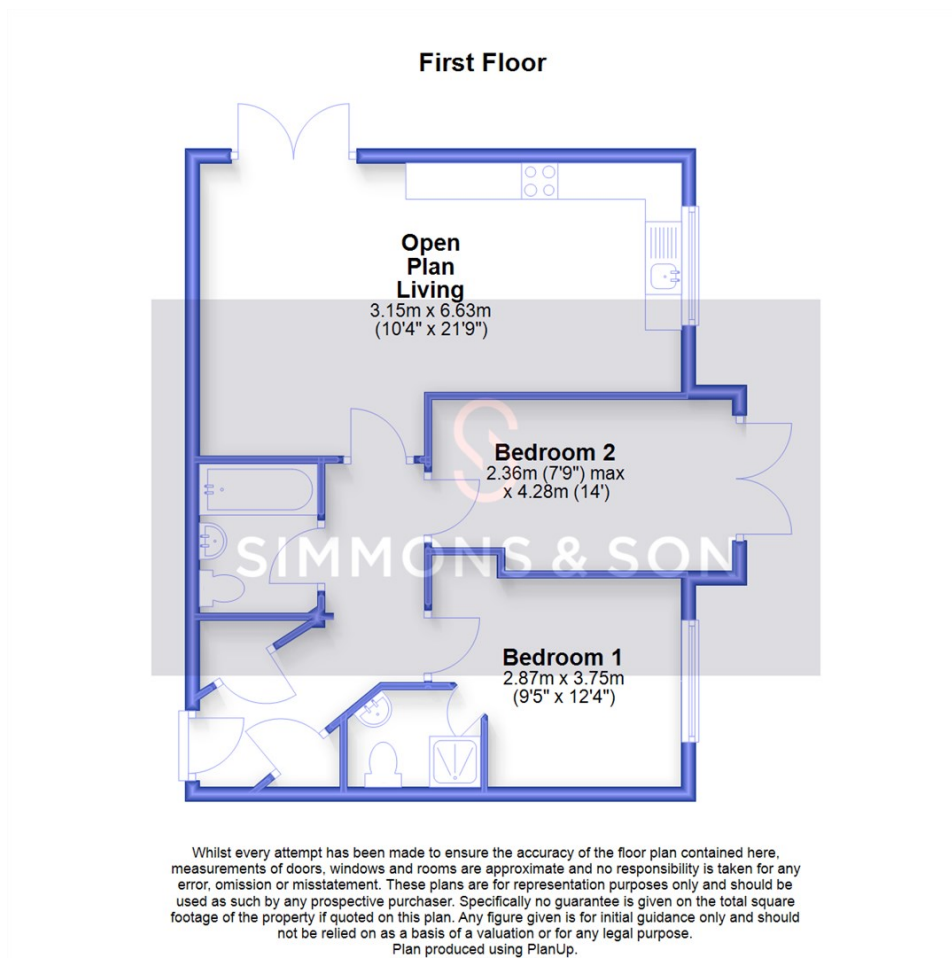 First Floor
Open
Plan
Living
3.15m x 6.63m
(10'4" x 21'9")
Bedroom 2
2.36m (7'9") max
x 4.28m (14')
SIMMONS & SON
Bedroom 1
2.87m x 3.75m
(9'5" x 12'4")
Whilst every attempt has been made to ensure the accuracy of the floor plan contained here,
measurements of doors, windows and rooms are approximate and no responsibility is taken for any
error, omission or misstatement. These plans are for representation purposes only and should be
used as such by any prospective purchaser. Specifically no guarantee is given on the total square
footage of the property if quoted on this plan. Any figure given is for initial guidance only and should
not be relied on as a basis of a valuation or for any legal purpose.
Plan produced using PlanUp.